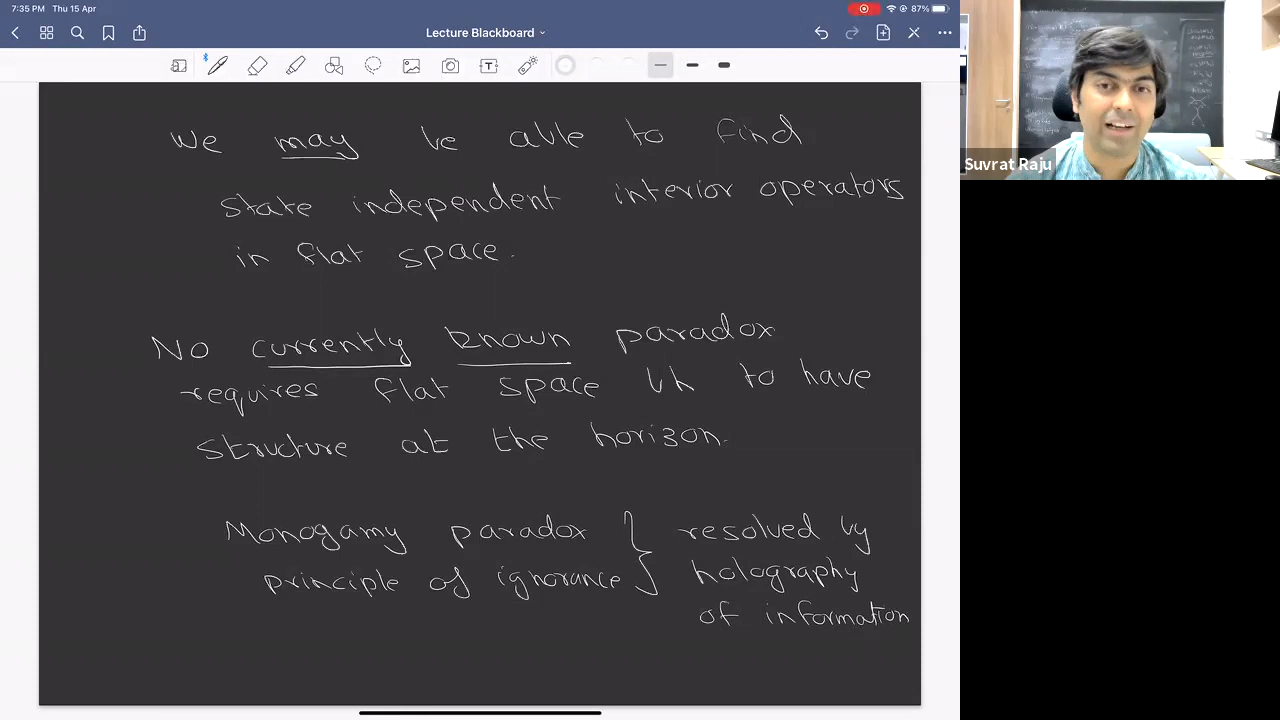 7:35 PM Thu 15 Apr
87%
Lecture Blackboard
We may be able to find
state independent interior operators
in flat space.
No currently known paradox
requires flat space bh to have
structure at the horizon.
Monogamy paradox } resolved by
principle of ignorance holography
of information
Suvrat Raju